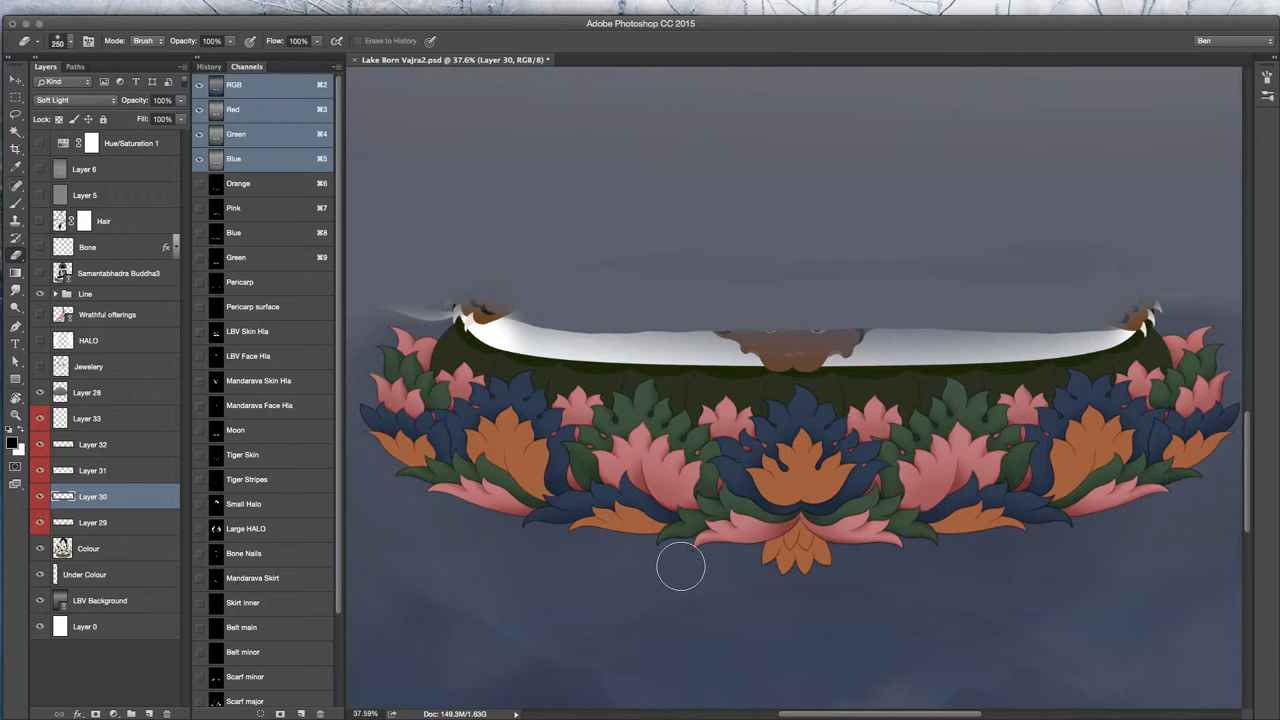 Adobe Photoshop CC 2015
250
Mode: Brush Opacity: 100% Flow: 100% Erase to History Ben
Layers Paths
History Channels
Lake Born Vajra2.psd @ 37.6% (Layer 30, RGB/8) *
Kind
Soft Light Opacity: 100%
Lock: Fill: 100%
Hue/Saturation 1
Layer 6
Layer 5
Hair
Bone fx
Samantabhadra Buddha3
Line
Wrathful offerings
HALO
Jewelery
Layer 28
Layer 33
Layer 32
Layer 31
Layer 30
Layer 29
Colour
Under Colour
LBV Background
Layer 0
RGB ⌘2
Red ⌘3
Green ⌘4
Blue ⌘5
Orange ⌘6
Pink ⌘7
Blue ⌘8
Green ⌘9
Pericarp
Pericarp surface
LBV Skin Hla
LBV Face Hla
Mandarava Skin Hla
Mandarava Face Hla
Moon
Tiger Skin
Tiger Stripes
Small Halo
Large HALO
Bone Nails
Mandarava Skirt
Skirt inner
Belt main
Belt minor
Scarf minor
Scarf major
fx
37.59% Doc: 149.3M/1.63G